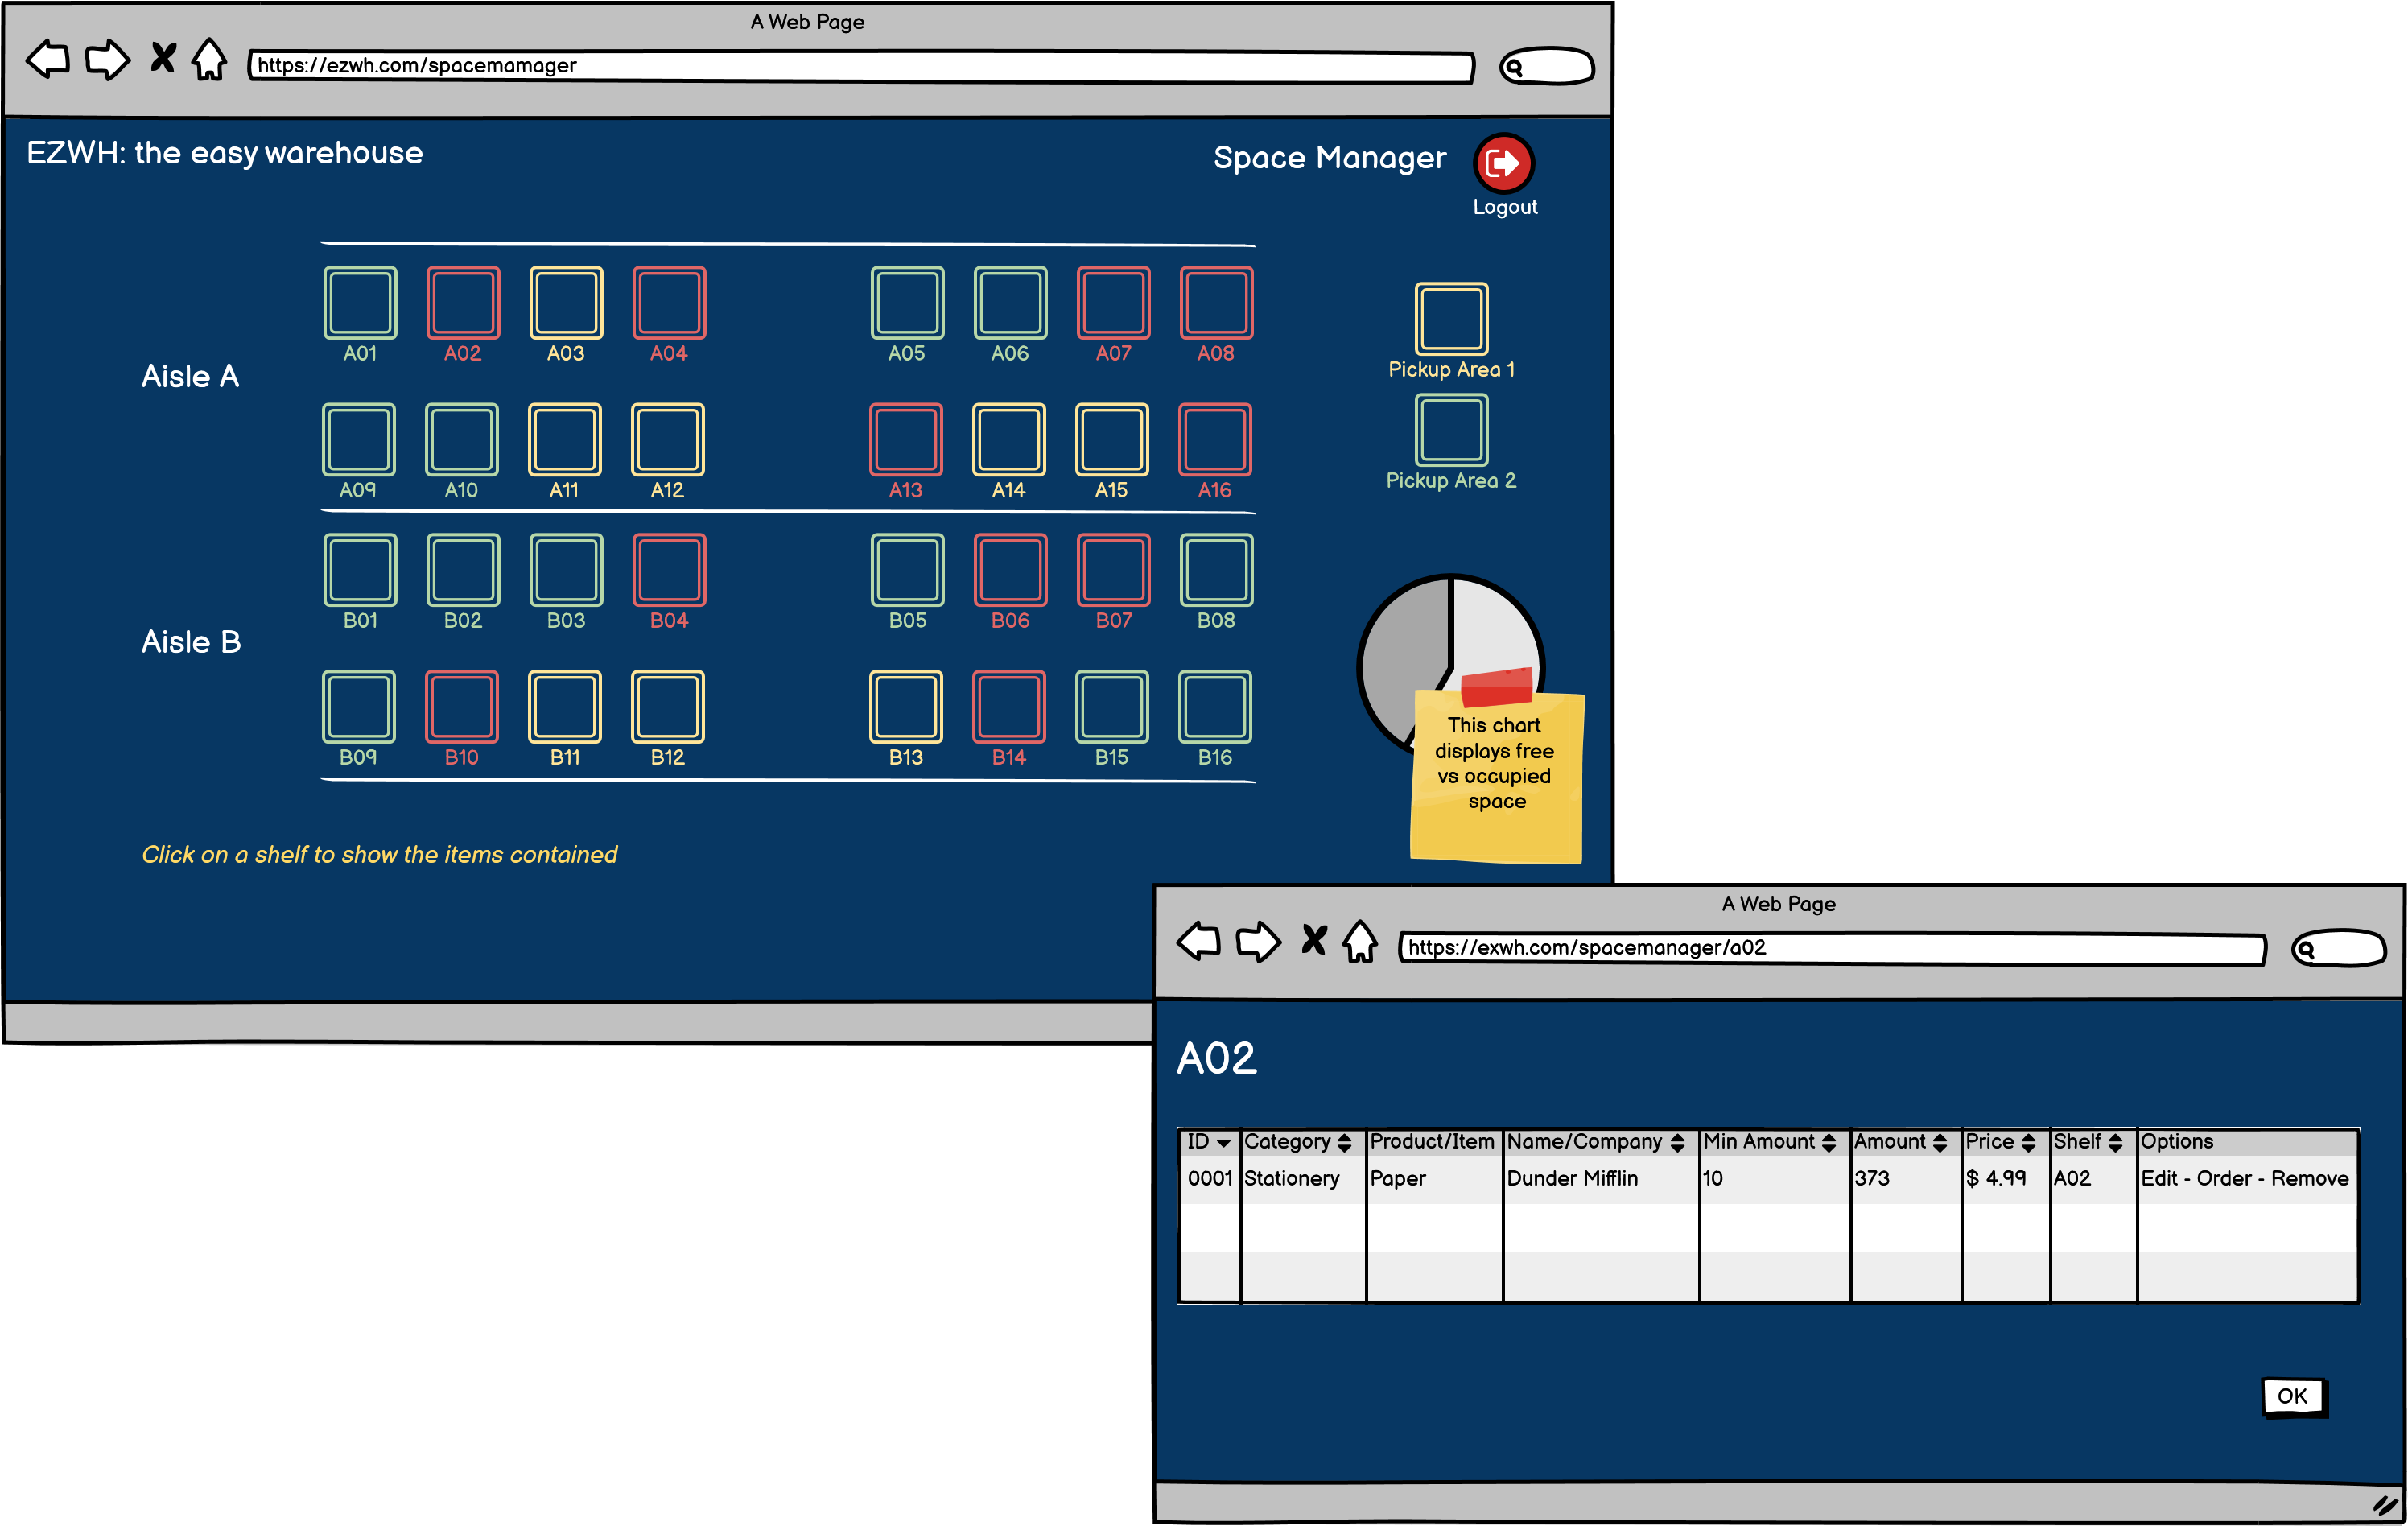 A Web Page
https://ezwh.com/spacemamager
EZWH: the easy warehouse
Space Manager
Logout
A01 A02 A03 A04 A05 A06 A07 A08
Pickup Area 1
Aisle A
A09 A10 A11 A12 A13 A14 A15 A16
Pickup Area 2
B01 B02 B03 B04 B05 B06 B07 B08
Aisle B
B09 B10 B11 B12 B13 B14 B15 B16
This chart
displays free
vs occupied
space
Click on a shelf to show the items contained
A Web Page
https://exwh.com/spacemanager/a02
A02
ID Category Product/Item Name/Company Min Amount Amount Price Shelf Options
0001 Stationery Paper Dunder Mifflin 10 373 $ 4.99 A02 Edit - Order - Remove
OK